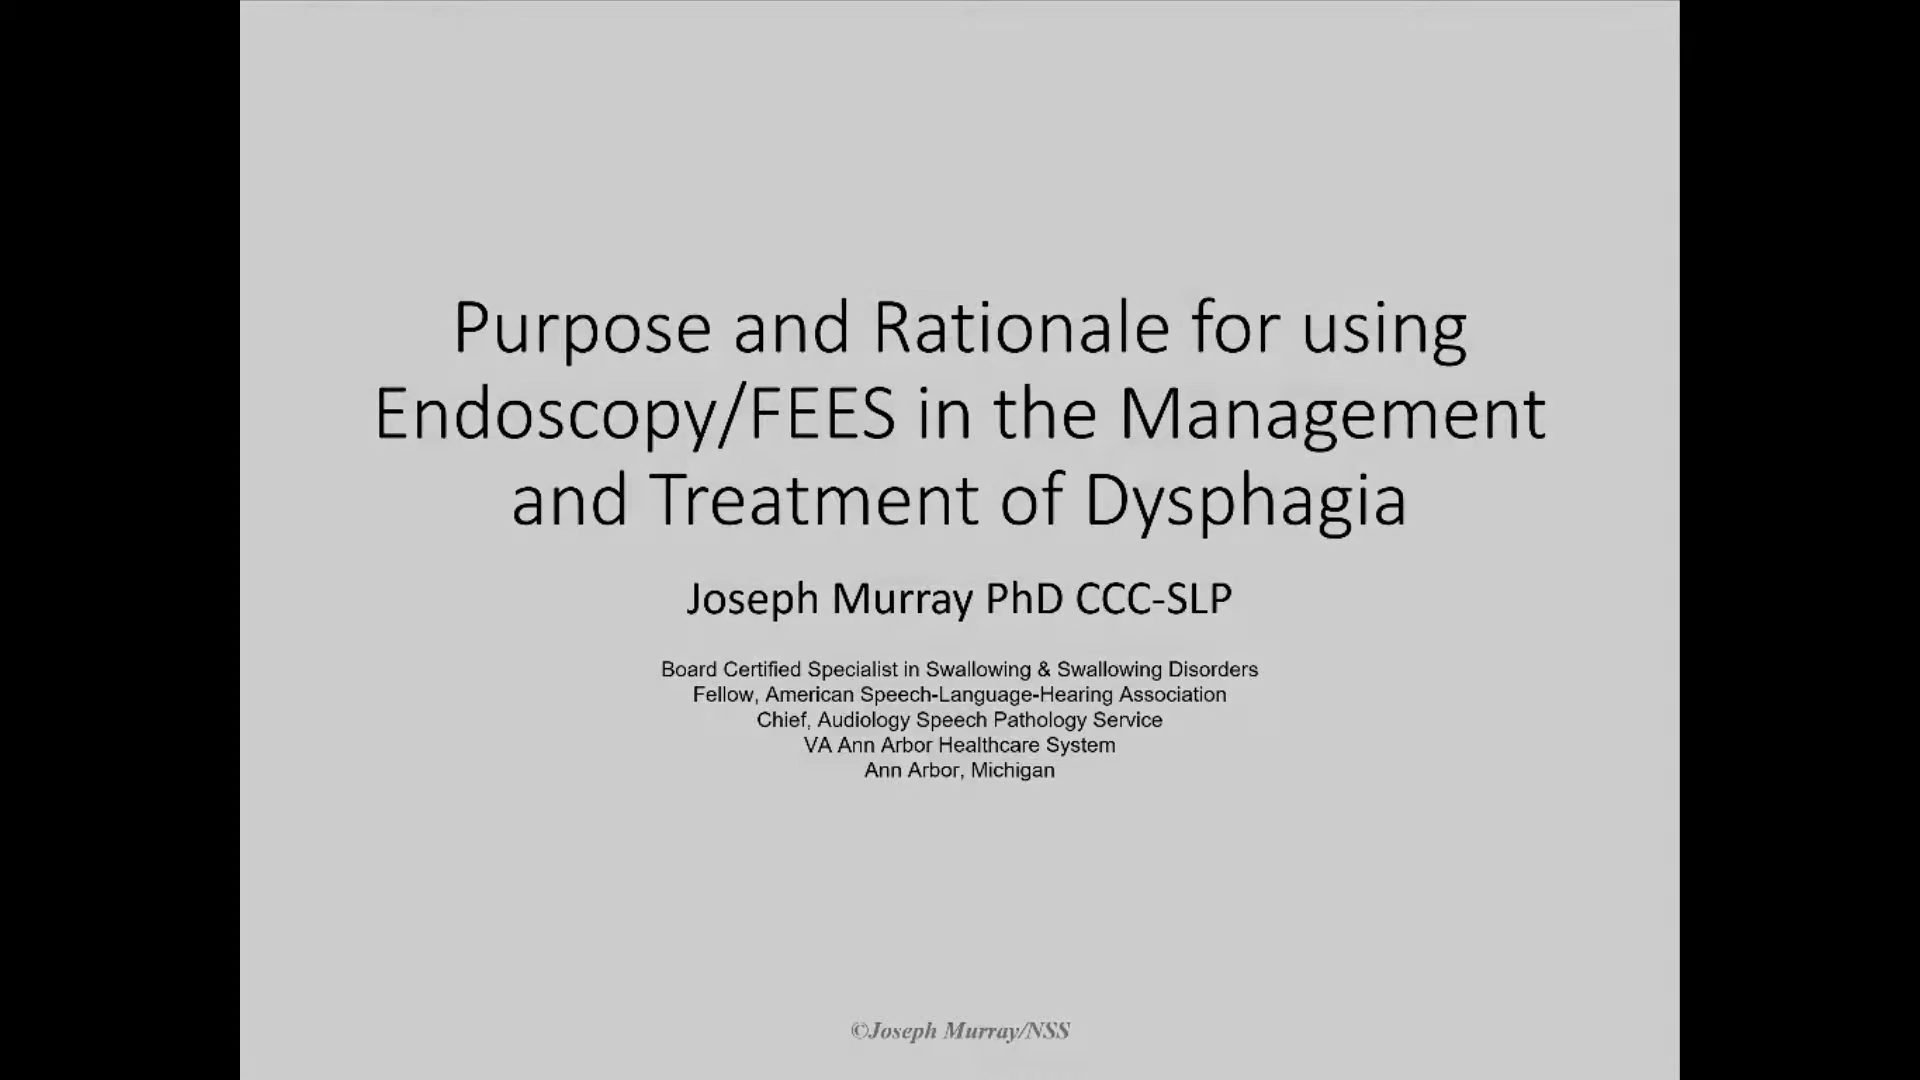 Purpose and Rationale for using
Endoscopy/FEES in the Management
and Treatment of Dysphagia
Joseph Murray PhD CCC-SLP
Board Certified Specialist in Swallowing & Swallowing Disorders
Fellow, American Speech-Language-Hearing Association
Chief, Audiology Speech Pathology Service
VA Ann Arbor Healthcare System
Ann Arbor, Michigan
©Joseph Murray/NSS